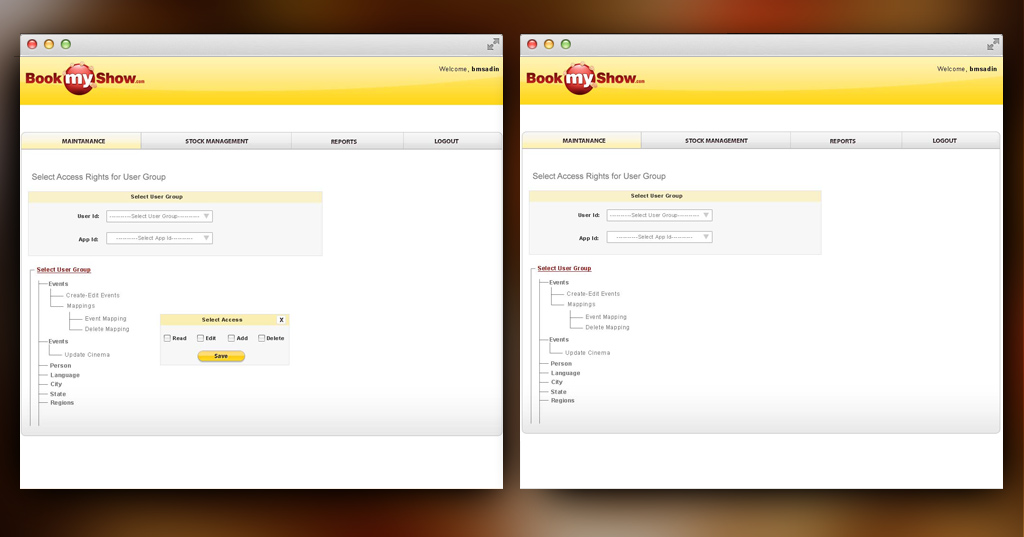 BookmyShow.com
Welcome, bmsadin
MAINTANANCE STOCK MANAGEMENT REPORTS LOGOUT
Select Access Rights for User Group
Select User Group
User Id: ----------Select User Group----------
App Id: ----------Select App Id----------
Select User Group
Events
Create-Edit Events
Mappings
Event Mapping
Delete Mapping
Events
Update Cinema
Person
Language
City
State
Regions
Select Access X
Read Edit Add Delete
Save
BookmyShow.com
Welcome, bmsadin
MAINTANANCE STOCK MANAGEMENT REPORTS LOGOUT
Select Access Rights for User Group
Select User Group
User Id: ----------Select User Group----------
App Id: ----------Select App Id----------
Select User Group
Events
Create-Edit Events
Mappings
Event Mapping
Delete Mapping
Events
Update Cinema
Person
Language
City
State
Regions